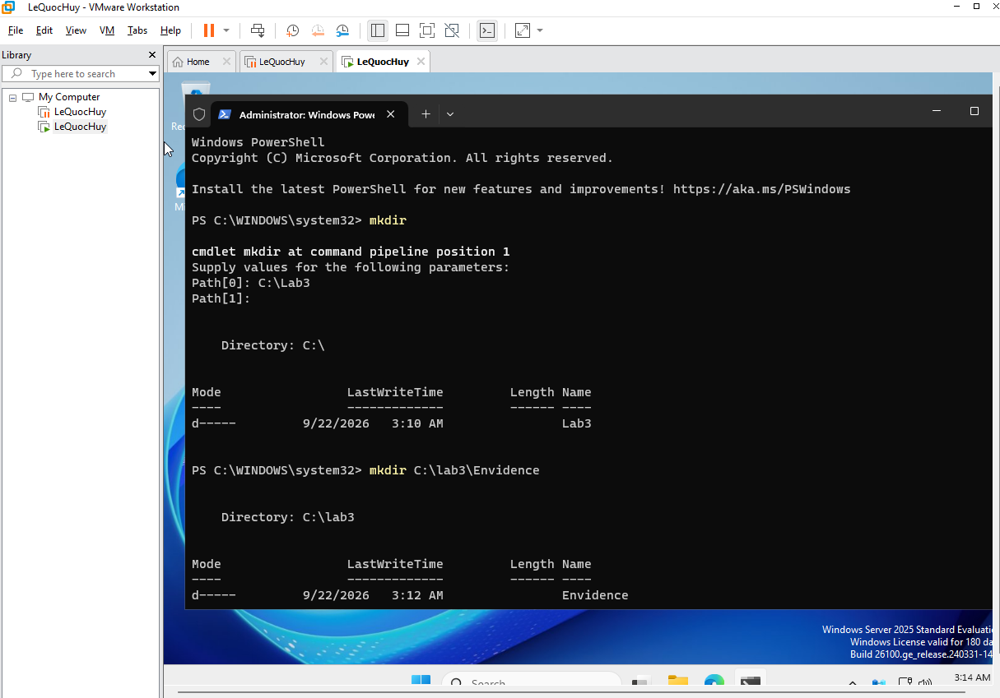 LeQuocHuy - VMware Workstation
File Edit View VM Tabs Help
Library
Type here to search
My Computer
LeQuocHuy
LeQuocHuy
Home
LeQuocHuy
LeQuocHuy
Administrator: Windows Powe
Windows PowerShell
Copyright (C) Microsoft Corporation. All rights reserved.
Install the latest PowerShell for new features and improvements! https://aka.ms/PSWindows
PS C:\WINDOWS\system32> mkdir
cmdlet mkdir at command pipeline position 1
Supply values for the following parameters:
Path[0]: C:\Lab3
Path[1]:
Directory: C:\
Mode LastWriteTime Length Name
---- ------------- ------ ----
d----- 9/22/2026 3:10 AM Lab3
PS C:\WINDOWS\system32> mkdir C:\lab3\Envidence
Directory: C:\lab3
Mode LastWriteTime Length Name
---- ------------- ------ ----
d----- 9/22/2026 3:12 AM Envidence
Windows Server 2025 Standard Evaluatio
Windows License valid for 180 da
Build 26100.ge_release.240331-14
Search
3:14 AM